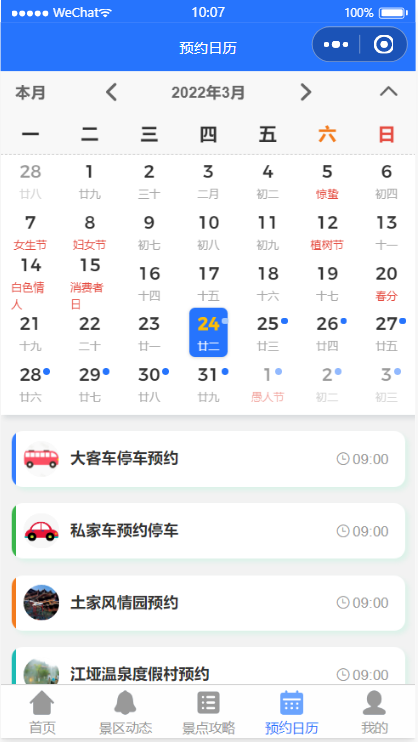 WeChat 10:07 100%
预约日历
本月 2022年3月
一 二 三 四 五 六 日
28 1 2 3 4 5 6
廿八 廿九 三十 二月 初二 惊蛰 初四
7 8 9 10 11 12 13
女生节 妇女节 初七 初八 初九 植树节 十一
14 15 16 17 18 19 20
白色情人 消费者日 十四 十五 十六 十七 春分
21 22 23 24 25 26 27
十九 二十 廿一 廿二 廿三 廿四 廿五
28 29 30 31 1 2 3
廿六 廿七 廿八 廿九 愚人节 初二 初三
大客车停车预约 09:00
私家车预约停车 09:00
土家风情园预约 09:00
江垭温泉度假村预约 09:00
首页 景区动态 景点攻略 预约日历 我的